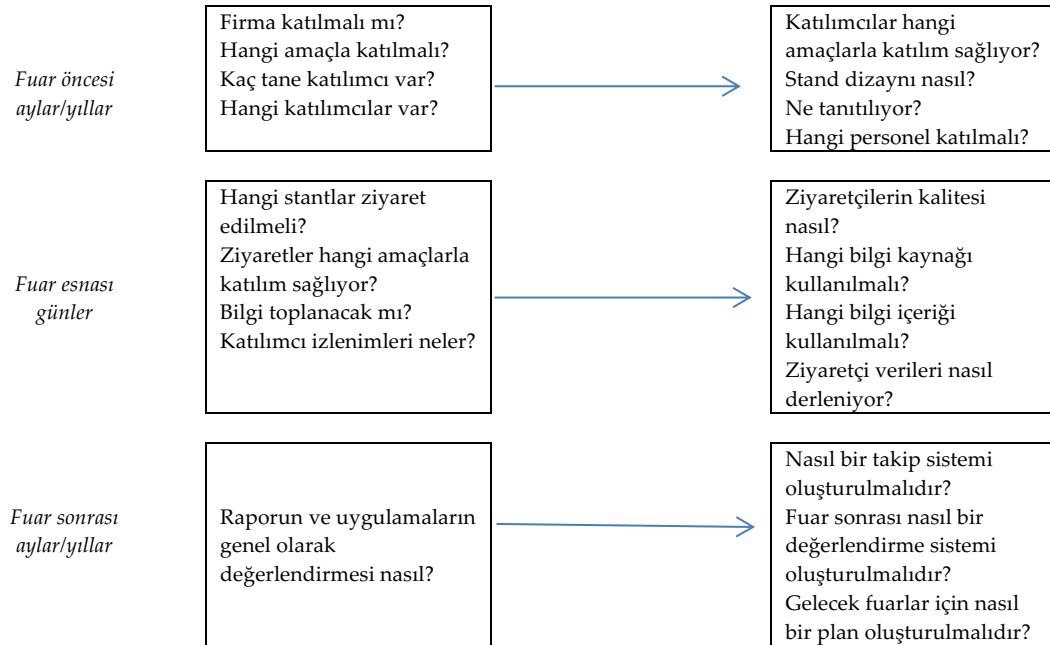 Fuar öncesi
aylar/yıllar
Firma katılmalı mı?
Hangi amaçla katılmalı?
Kaç tane katılımcı var?
Hangi katılımcılar var?
Katılımcılar hangi
amaçlarla katılım sağlıyor?
Stand dizaynı nasıl?
Ne tanıtılıyor?
Hangi personel katılmalı?
Fuar esnası
günler
Hangi stantlar ziyaret
edilmeli?
Ziyaretler hangi amaçlarla
katılım sağlıyor?
Bilgi toplanacak mı?
Katılımcı izlenimleri neler?
Ziyaretçilerin kalitesi
nasıl?
Hangi bilgi kaynağı
kullanılmalı?
Hangi bilgi içeriği
kullanılmalı?
Ziyaretçi verileri nasıl
derleniyor?
Fuar sonrası
aylar/yıllar
Raporun ve uygulamaların
genel olarak
değerlendirmesi nasıl?
Nasıl bir takip sistemi
oluşturulmalıdır?
Fuar sonrası nasıl bir
değerlendirme sistemi
oluşturulmalıdır?
Gelecek fuarlar için nasıl
bir plan oluşturulmalıdır?